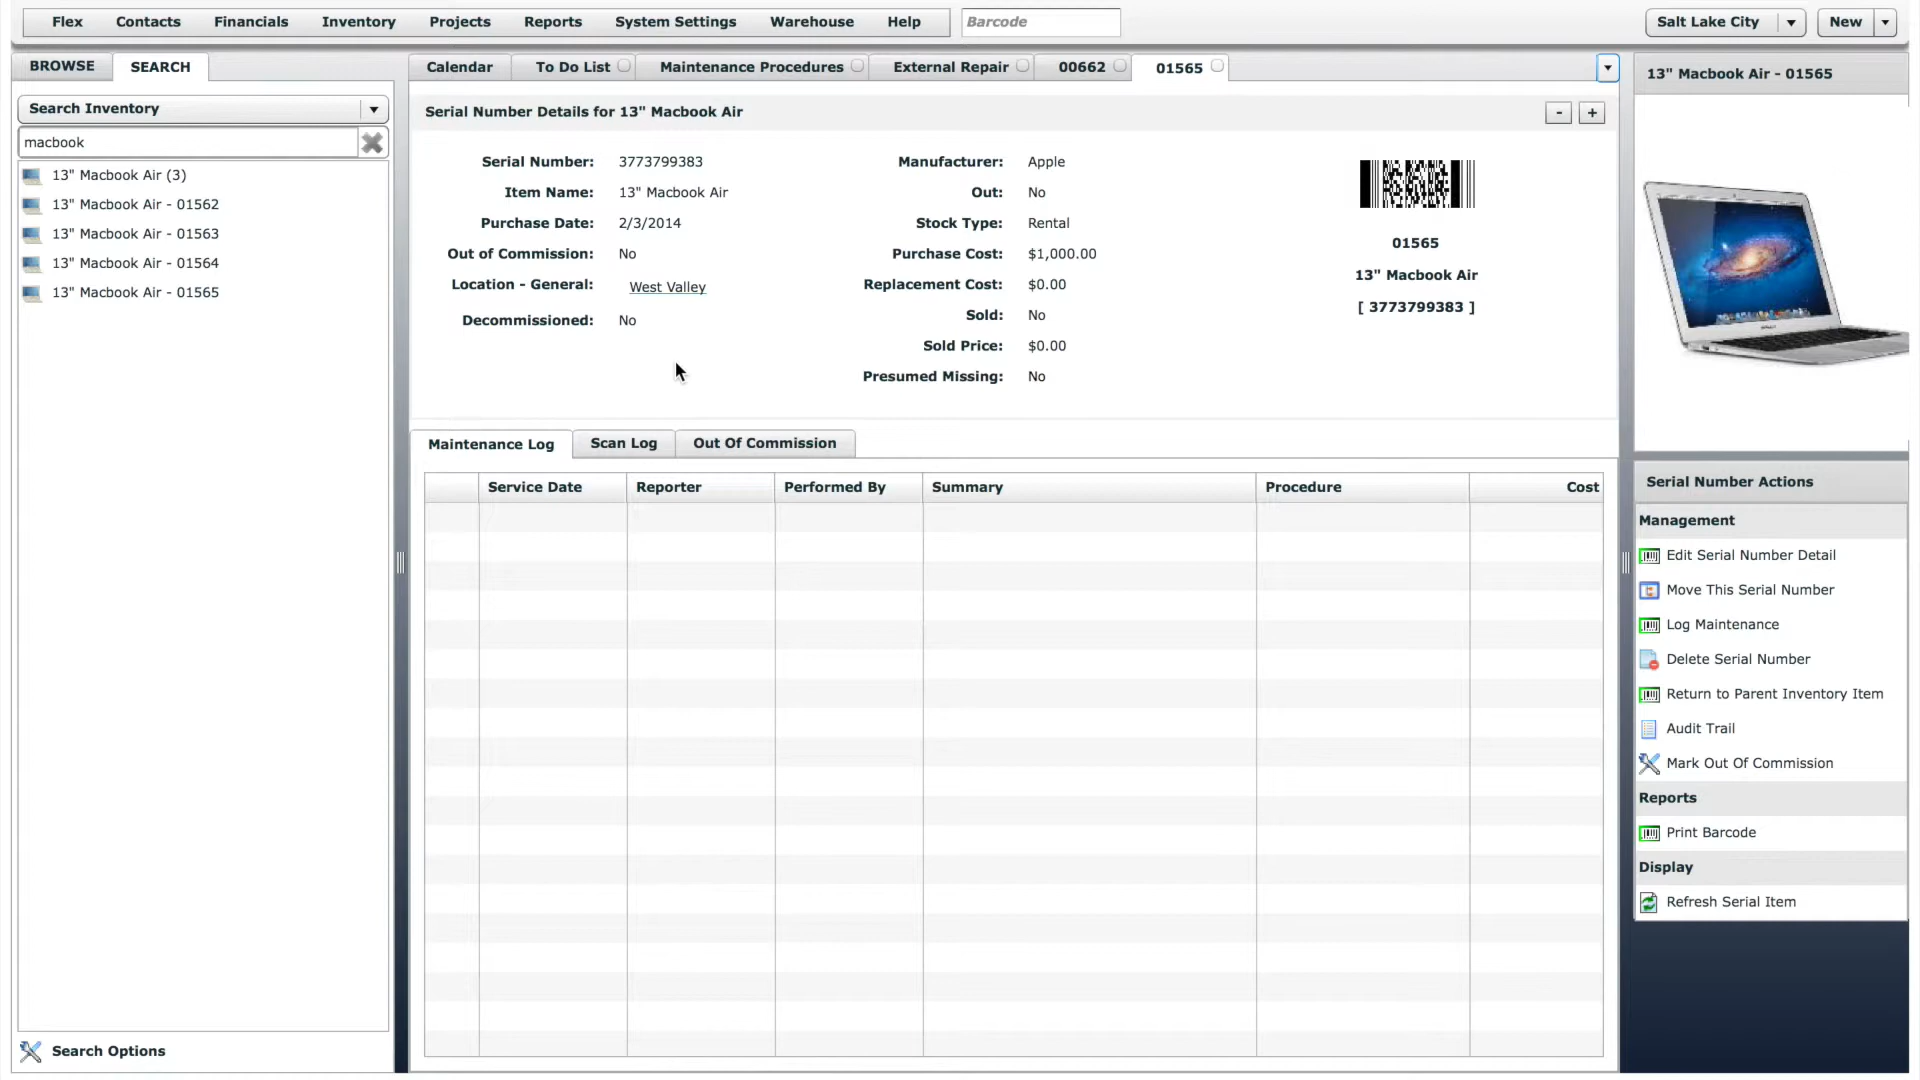 Flex Contacts Financials Inventory Projects Reports System Settings Warehouse Help Barcode Salt Lake City New
BROWSE SEARCH
Search Inventory
macbook
13" Macbook Air (3)
13" Macbook Air - 01562
13" Macbook Air - 01563
13" Macbook Air - 01564
13" Macbook Air - 01565
Search Options
Calendar To Do List Maintenance Procedures External Repair 00662 01565
Serial Number Details for 13" Macbook Air - +
Serial Number: 3773799383
Item Name: 13" Macbook Air
Purchase Date: 2/3/2014
Out of Commission: No
Location - General: West Valley
Decommissioned: No
Manufacturer: Apple
Out: No
Stock Type: Rental
Purchase Cost: $1,000.00
Replacement Cost: $0.00
Sold: No
Sold Price: $0.00
Presumed Missing: No
01565
13" Macbook Air
[ 3773799383 ]
Maintenance Log Scan Log Out Of Commission
Service Date Reporter Performed By Summary Procedure Cost
13" Macbook Air - 01565
Serial Number Actions
Management
Edit Serial Number Detail
Move This Serial Number
Log Maintenance
Delete Serial Number
Return to Parent Inventory Item
Audit Trail
Mark Out Of Commission
Reports
Print Barcode
Display
Refresh Serial Item